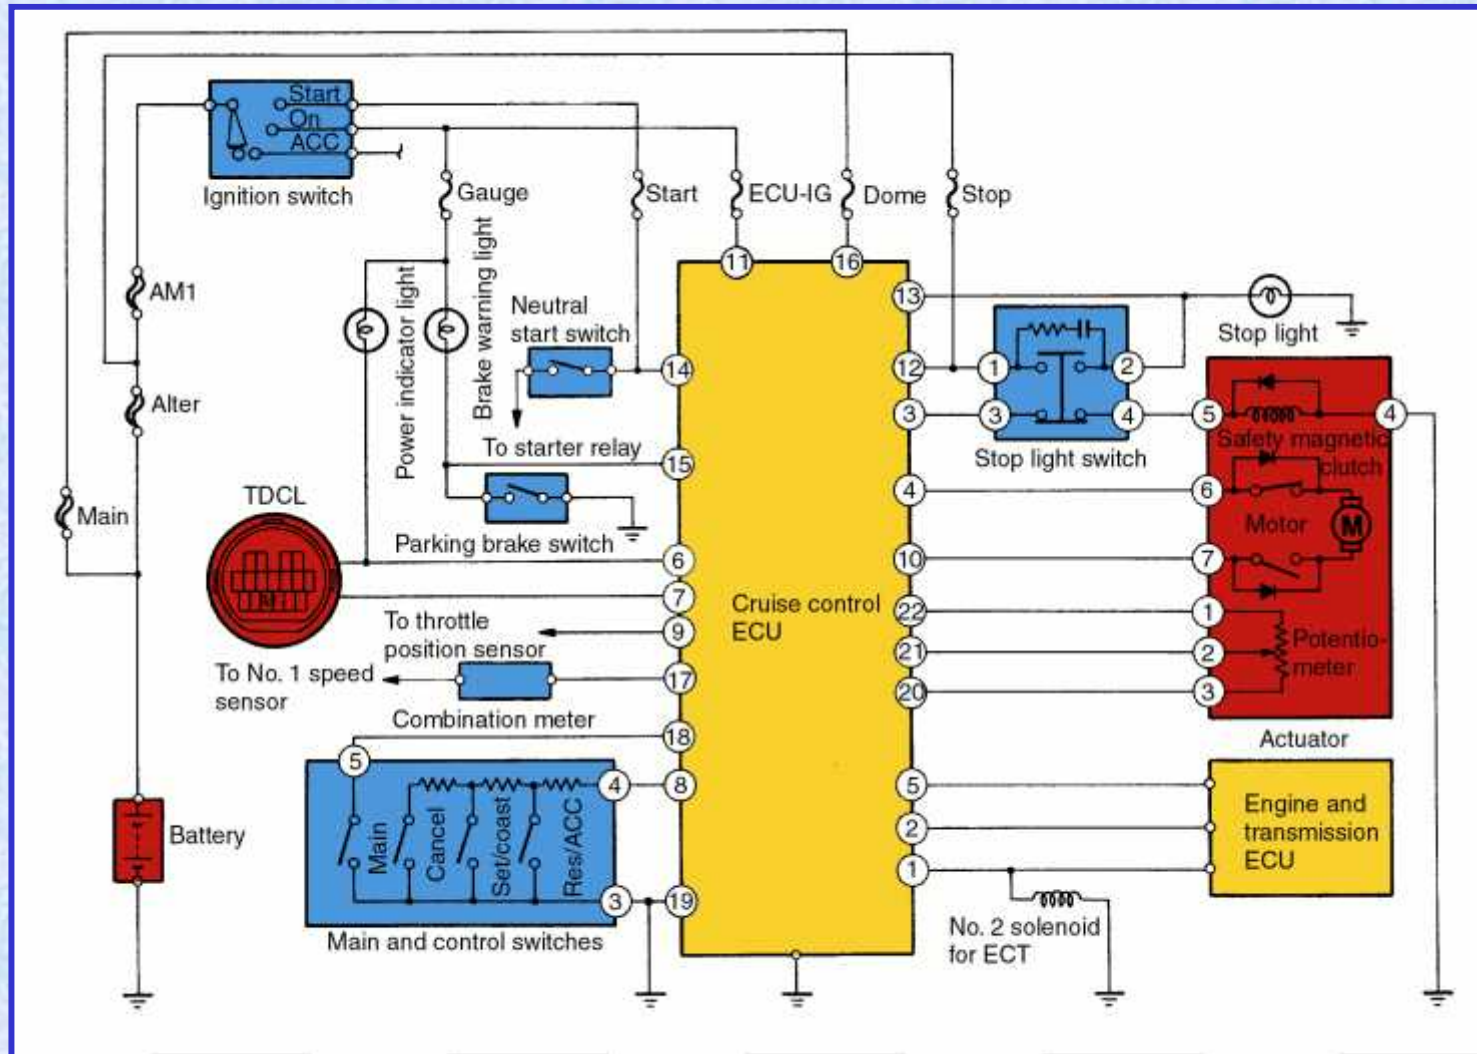 Start
On
ACC
Ignition switch
Gauge
Start
ECU-IG
Dome
Stop
AM1
Alter
Main
Power indicator light
Brake warning light
Neutral
start switch
To starter relay
Parking brake switch
TDCL
To throttle
position sensor
To No. 1 speed
sensor
Combination meter
5
4
3
Main
Cancel
Set/coast
Res/ACC
Main and control switches
Battery
11
16
14
15
6
7
9
17
18
8
19
Cruise control
ECU
13
12
3
4
10
22
21
20
5
2
1
1
2
3
4
Stop light switch
Stop light
5
4
Safety magnetic
clutch
6
Motor
M
7
1
2
3
Potentio-
meter
Actuator
Engine and
transmission
ECU
No. 2 solenoid
for ECT